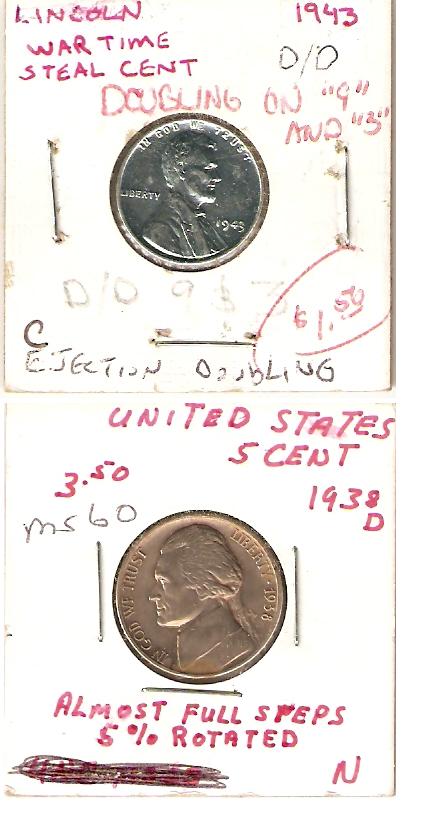 LINCOLN 1943
WAR TIME
STEAL CENT D/D
DOUBLING ON "9"
AND "3"
IN GOD WE TRUST
LIBERTY
1943
D/D 9 $ 3
$1.50
C
EJECTION DOUBLING
UNITED STATES
5 CENT
3.50
1938
D
MS60
IN GOD WE TRUST
LIBERTY 1938
ALMOST FULL STEPS
5% ROTATED
N